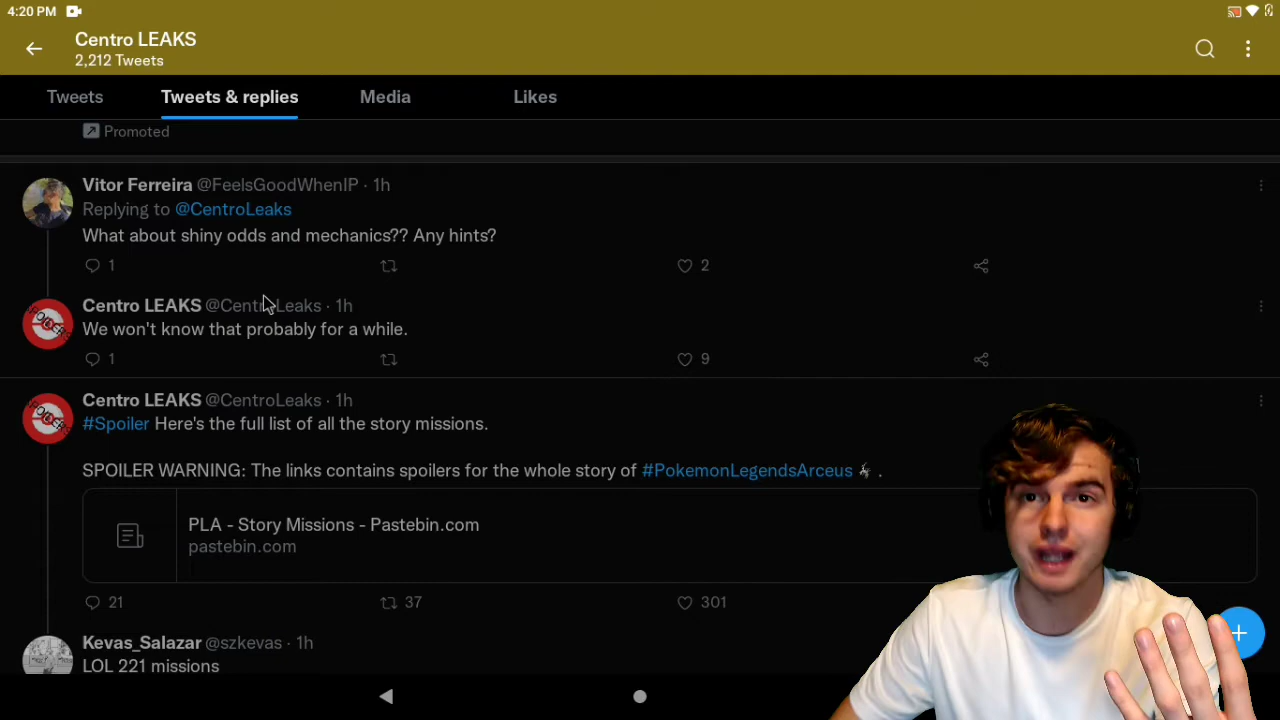 4:20 PM
Centro LEAKS
2,212 Tweets
Tweets
Tweets & replies
Media
Likes
Promoted
Vitor Ferreira @FeelsGoodWhenIP · 1h
Replying to @CentroLeaks
What about shiny odds and mechanics?? Any hints?
1
2
Centro LEAKS @CentroLeaks · 1h
We won't know that probably for a while.
1
9
Centro LEAKS @CentroLeaks · 1h
#Spoiler Here's the full list of all the story missions.
SPOILER WARNING: The links contains spoilers for the whole story of #PokemonLegendsArceus .
PLA - Story Missions - Pastebin.com
pastebin.com
21
37
301
Kevas_Salazar @szkevas · 1h
LOL 221 missions